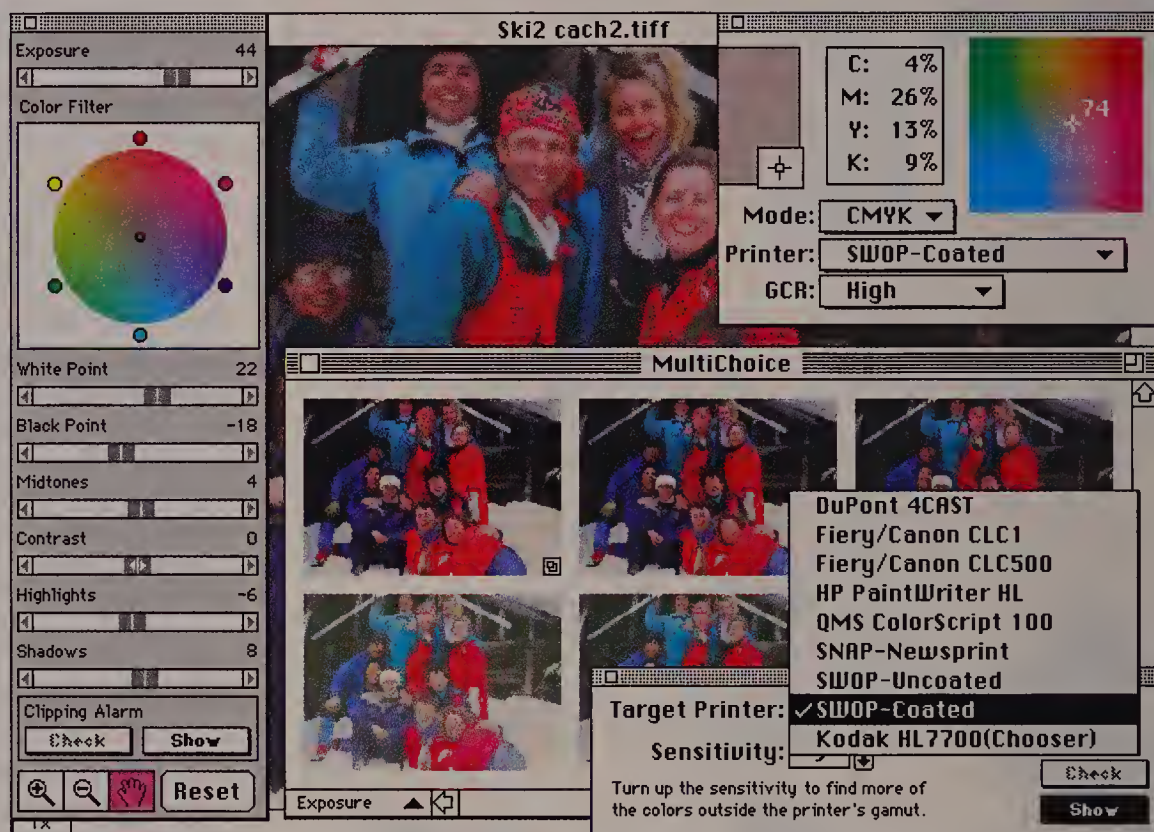 Ski2 cach2.tiff
Exposure 44
Color Filter
White Point 22
Black Point -18
Midtones 4
Contrast 0
Highlights -6
Shadows 8
Clipping Alarm
Check Show
Reset
1x
C: 4%
M: 26%
Y: 13%
K: 9%
74
Mode: CMYK
Printer: SWOP-Coated
GCR: High
MultiChoice
Exposure
DuPont 4CAST
Fiery/Canon CLC1
Fiery/Canon CLC500
HP PaintWriter HL
QMS ColorScript 100
SNAP-Newsprint
SWOP-Uncoated
Target Printer: ✓SWOP-Coated
Kodak HL7700(Chooser)
Sensitivity:
Turn up the sensitivity to find more of
the colors outside the printer's gamut.
Check
Show